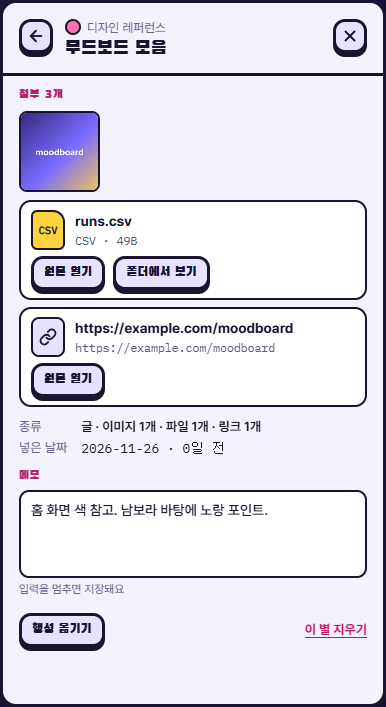 디자인 레퍼런스
무드보드 모음
첨부 3개
moodboard
CSV
runs.csv
CSV · 49B
원문 열기
폴더에서 보기
https://example.com/moodboard
https://example.com/moodboard
원문 열기
종류 글 · 이미지 1개 · 파일 1개 · 링크 1개
넣은 날짜 2026-11-26 · 0일 전
메모
홈 화면 색 참고. 남보라 바탕에 노랑 포인트.
입력을 멈추면 저장돼요
행성 옮기기
이 별 지우기